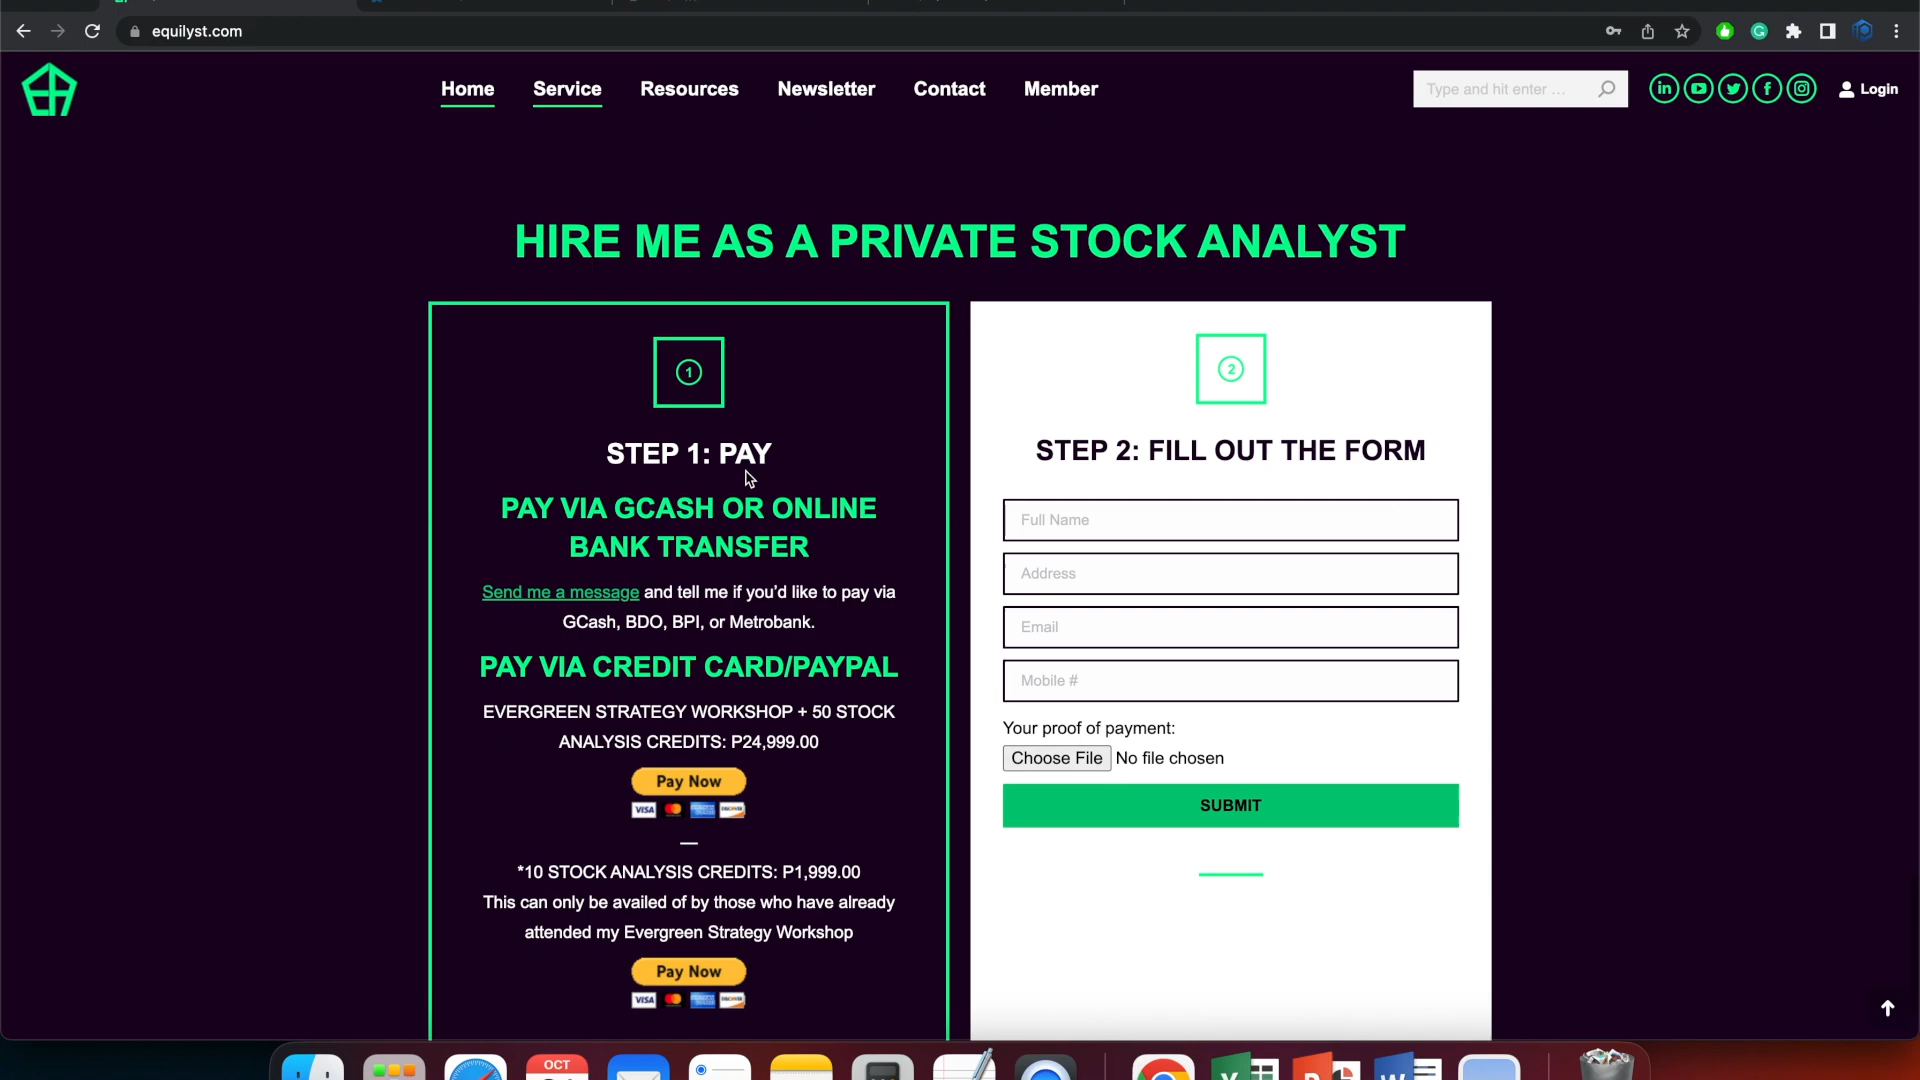 equilyst.com
Home
Service
Resources
Newsletter
Contact
Member
Type and hit enter ...
Login
HIRE ME AS A PRIVATE STOCK ANALYST
1
STEP 1: PAY
PAY VIA GCASH OR ONLINE
BANK TRANSFER
Send me a message and tell me if you'd like to pay via
GCash, BDO, BPI, or Metrobank.
PAY VIA CREDIT CARD/PAYPAL
EVERGREEN STRATEGY WORKSHOP + 50 STOCK
ANALYSIS CREDITS: P24,999.00
Pay Now
VISA
*10 STOCK ANALYSIS CREDITS: P1,999.00
This can only be availed of by those who have already
attended my Evergreen Strategy Workshop
Pay Now
VISA
2
STEP 2: FILL OUT THE FORM
Full Name
Address
Email
Mobile #
Your proof of payment:
Choose File No file chosen
SUBMIT
OCT